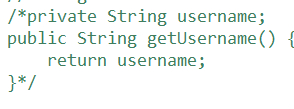 /*private String username;
public String getUsername() {
    return username;
}*/